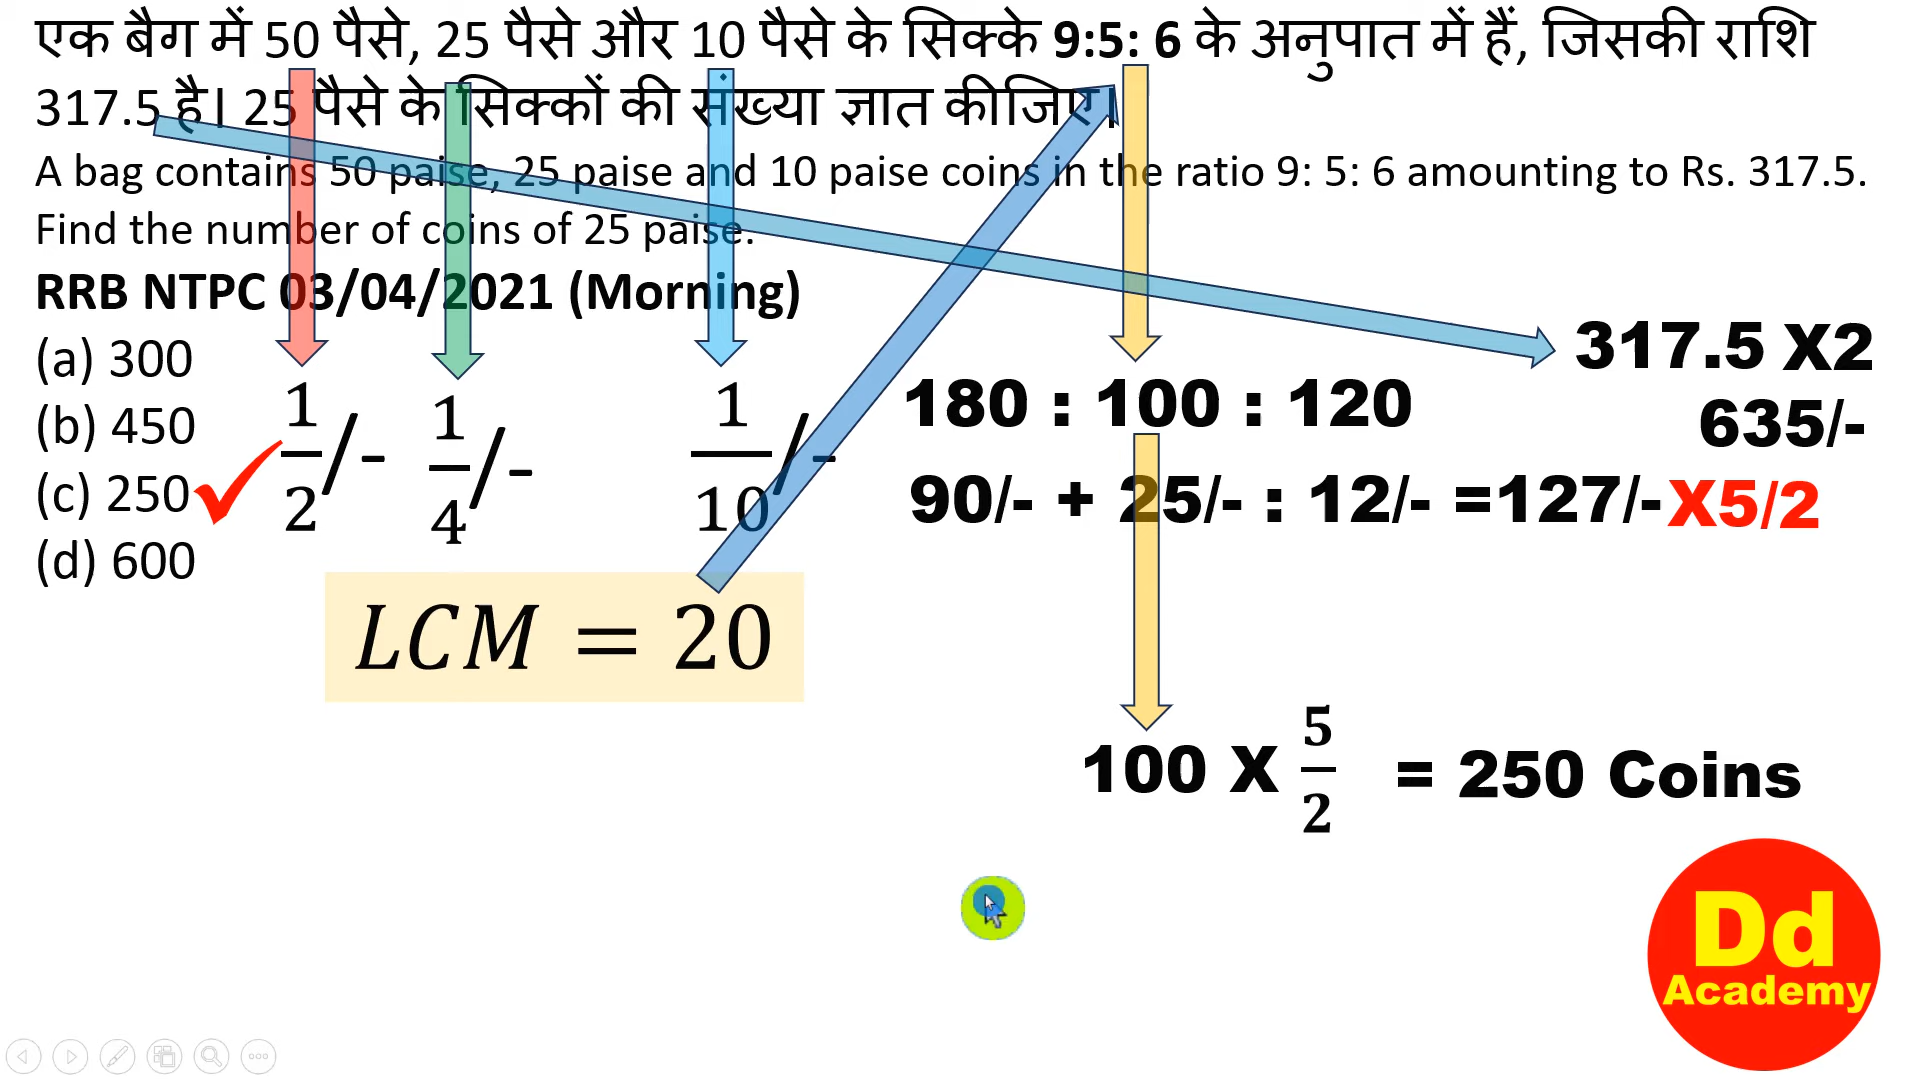 एक बैग में 50 पैसे, 25 पैसे और 10 पैसे के सिक्के 9:5: 6 के अनुपात में हैं, जिसकी राशि
317.5 है। 25 पैसे के सिक्कों की संख्या ज्ञात कीजिए।
A bag contains 50 paise, 25 paise and 10 paise coins in the ratio 9: 5: 6 amounting to Rs. 317.5.
Find the number of coins of 25 paise.
RRB NTPC 03/04/2021 (Morning)
(a) 300
(b) 450
(c) 250
(d) 600
1/2 /- 1/4 /- 1/10 /-
LCM = 20
317.5 X2
635/-
180 : 100 : 120
90/- + 25/- : 12/- =127/-X5/2
100 X 5/2 = 250 Coins
Dd
Academy